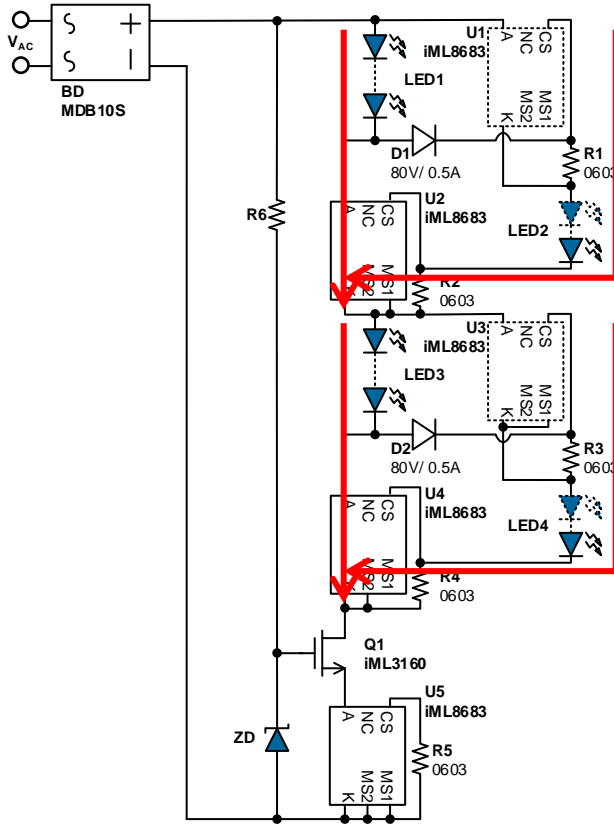 V AC
BD
MDB10S
R6
LED1
D1
80V/ 0.5A
U1
iML8683
A
NC
CS
K
MS2
MS1
R1
0603
LED2
U2
iML8683
A
NC
CS
MS2
MS1
R2
0603
U3
iML8683
A
NC
CS
K
MS2
MS1
LED3
D2
80V/ 0.5A
R3
0603
LED4
U4
iML8683
A
NC
CS
K
MS2
MS1
R4
0603
Q1
iML3160
ZD
U5
iML8683
A
NC
CS
K
MS2
MS1
R5
0603